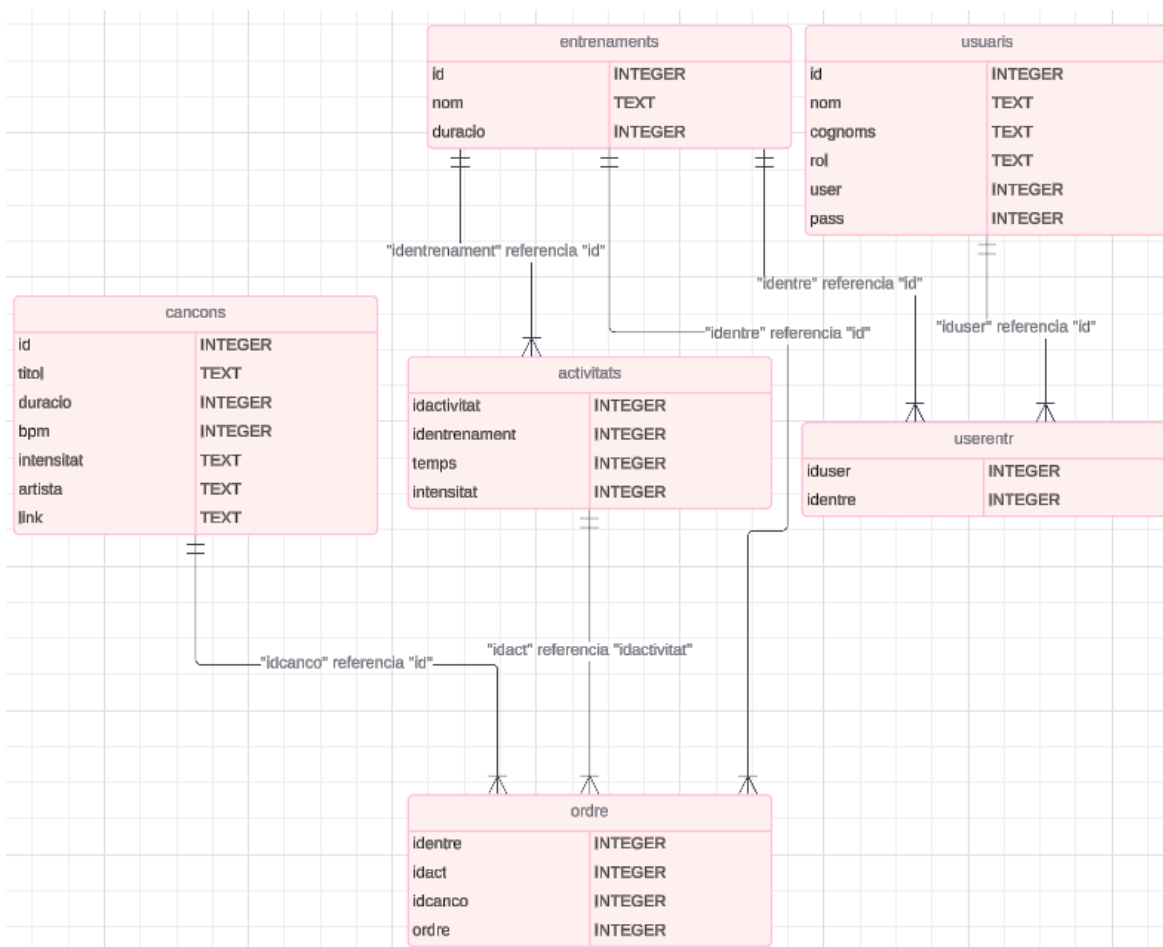 entrenaments
id INTEGER
nom TEXT
duracio INTEGER
usuaris
id INTEGER
nom TEXT
cognoms TEXT
rol TEXT
user INTEGER
pass INTEGER
"identrenament" referencia "id"
"identre" referencia "id"
"identre" referencia "id"
"iduser" referencia "id"
cancons
id INTEGER
titol TEXT
duracio INTEGER
bpm INTEGER
intensitat TEXT
artista TEXT
link TEXT
activitats
idactivitat INTEGER
identrenament INTEGER
temps INTEGER
intensitat INTEGER
userentr
iduser INTEGER
identre INTEGER
"idcanco" referencia "id"
"idact" referencia "idactivitat"
ordre
identre INTEGER
idact INTEGER
idcanco INTEGER
ordre INTEGER